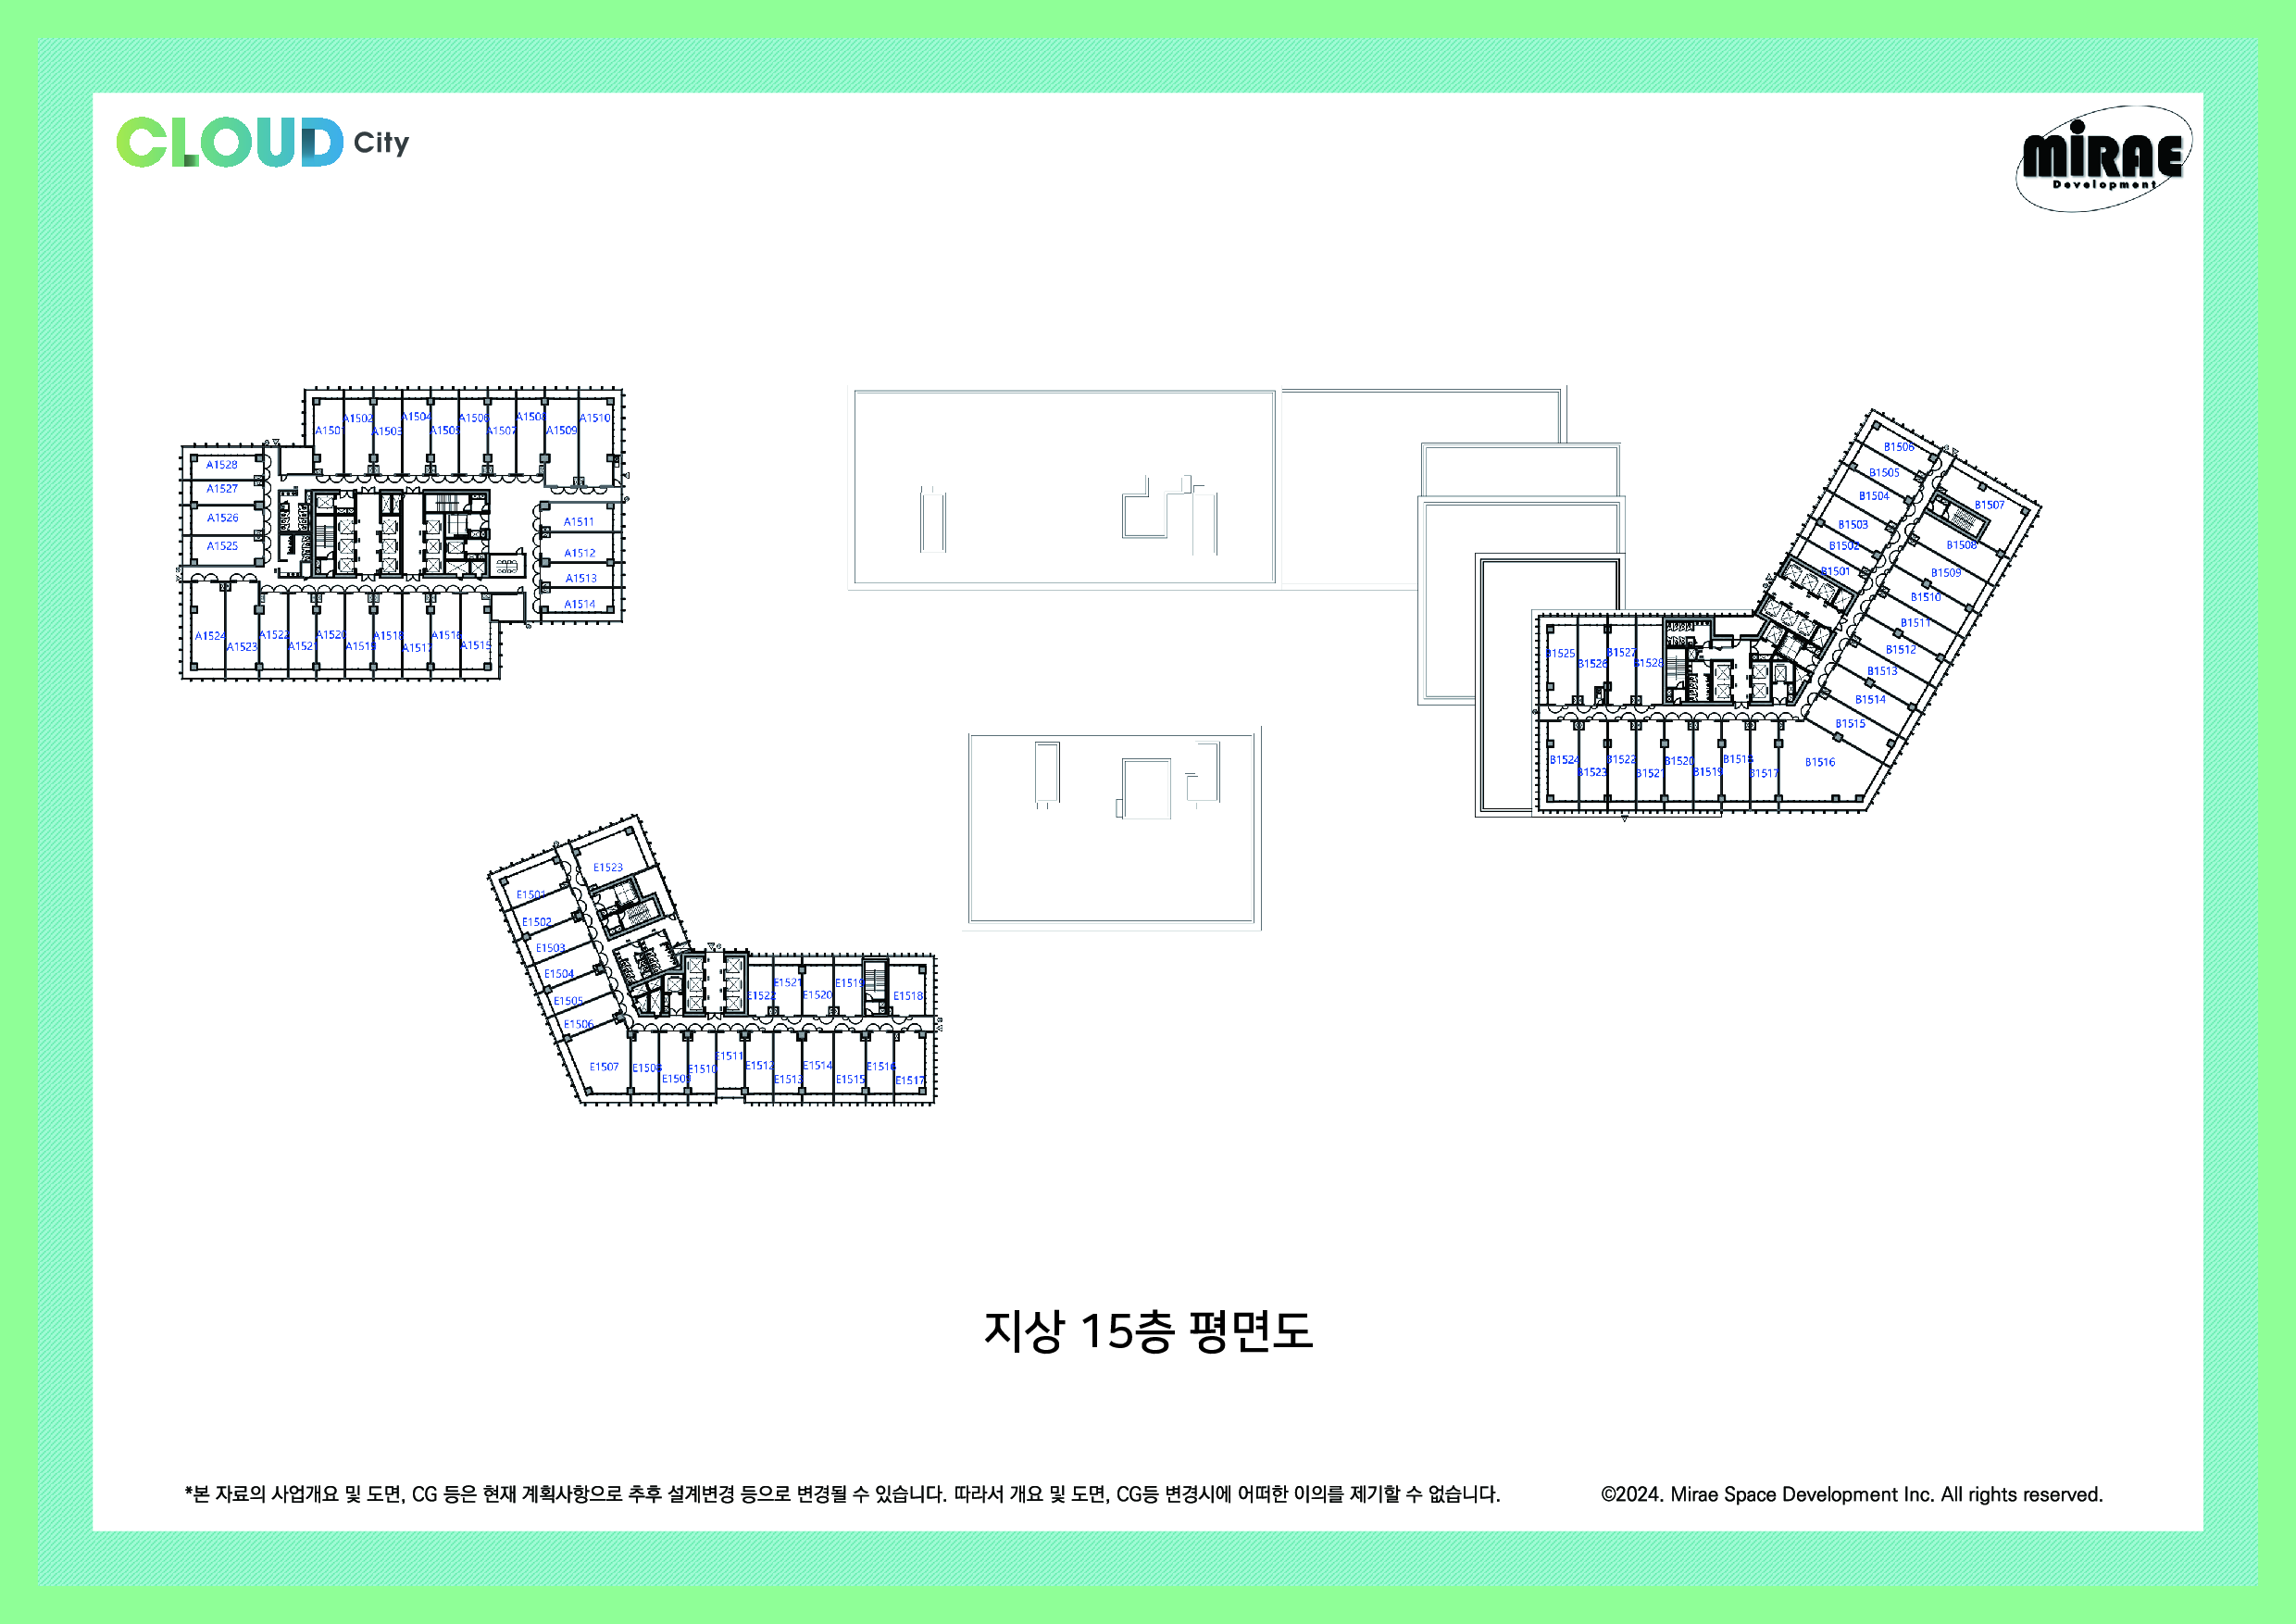 CLOUD City
MiRAE
Development
A1501
A1502
A1503
A1504
A1505
A1506
A1507
A1508
A1509
A1510
A1528
A1527
A1526
A1525
A1511
A1512
A1513
A1514
A1524
A1523
A1522
A1521
A1520
A1519
A1518
A1517
A1516
A1515
B1506
B1505
B1504
B1503
B1502
B1501
B1507
B1508
B1509
B1510
B1511
B1512
B1513
B1514
B1515
B1516
B1525
B1526
B1527
B1528
B1524
B1523
B1522
B1521
B1520
B1519
B1518
B1517
E1523
E1501
E1502
E1503
E1504
E1505
E1506
E1507
E1522
E1521
E1520
E1519
E1518
E1508
E1509
E1510
E1511
E1512
E1513
E1514
E1515
E1516
E1517
지상 15층 평면도
*본 자료의 사업개요 및 도면, CG 등은 현재 계획사항으로 추후 설계변경 등으로 변경될 수 있습니다. 따라서 개요 및 도면, CG등 변경시에 어떠한 이의를 제기할 수 없습니다.
©2024. Mirae Space Development Inc. All rights reserved.